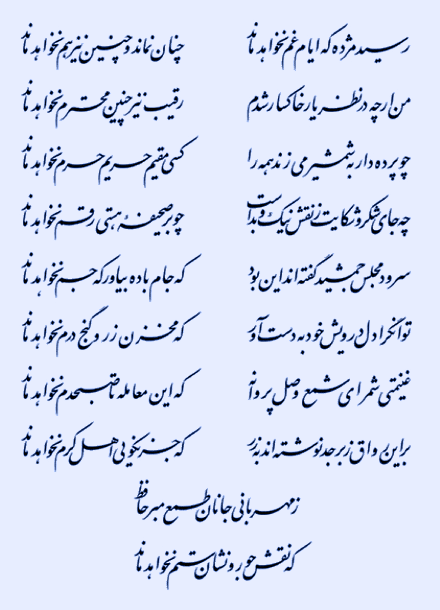 رسید مژده که ایام غم نخواهد ماند چنان نماند و چنین نیز هم نخواهد ماند
من ار چه در نظر یار خاکسار شدم رقیب نیز چنین محترم نخواهد ماند
چو پرده دار به شمشیر می زند همه را کسی مقیم حریم حرم نخواهد ماند
چه جای شکر و شکایت ز نقش نیک و بد است چو بر صحیفهٔ هستی رقم نخواهد ماند
سرود مجلس جمشید گفته اند این بود که جام باده بیاور که جم نخواهد ماند
توانگرا دل درویش خود به دست آور که مخزن زر و گنج درم نخواهد ماند
غنیمتی شمر ای شمع وصل پروانه که این معامله تا صبحدم نخواهد ماند
بر این رواق زبرجد نوشته اند به زر که جز نکویی اهل کرم نخواهد ماند
ز مهربانی جانان طمع مبر حافظ
که نقش جور و نشان ستم نخواهد ماند